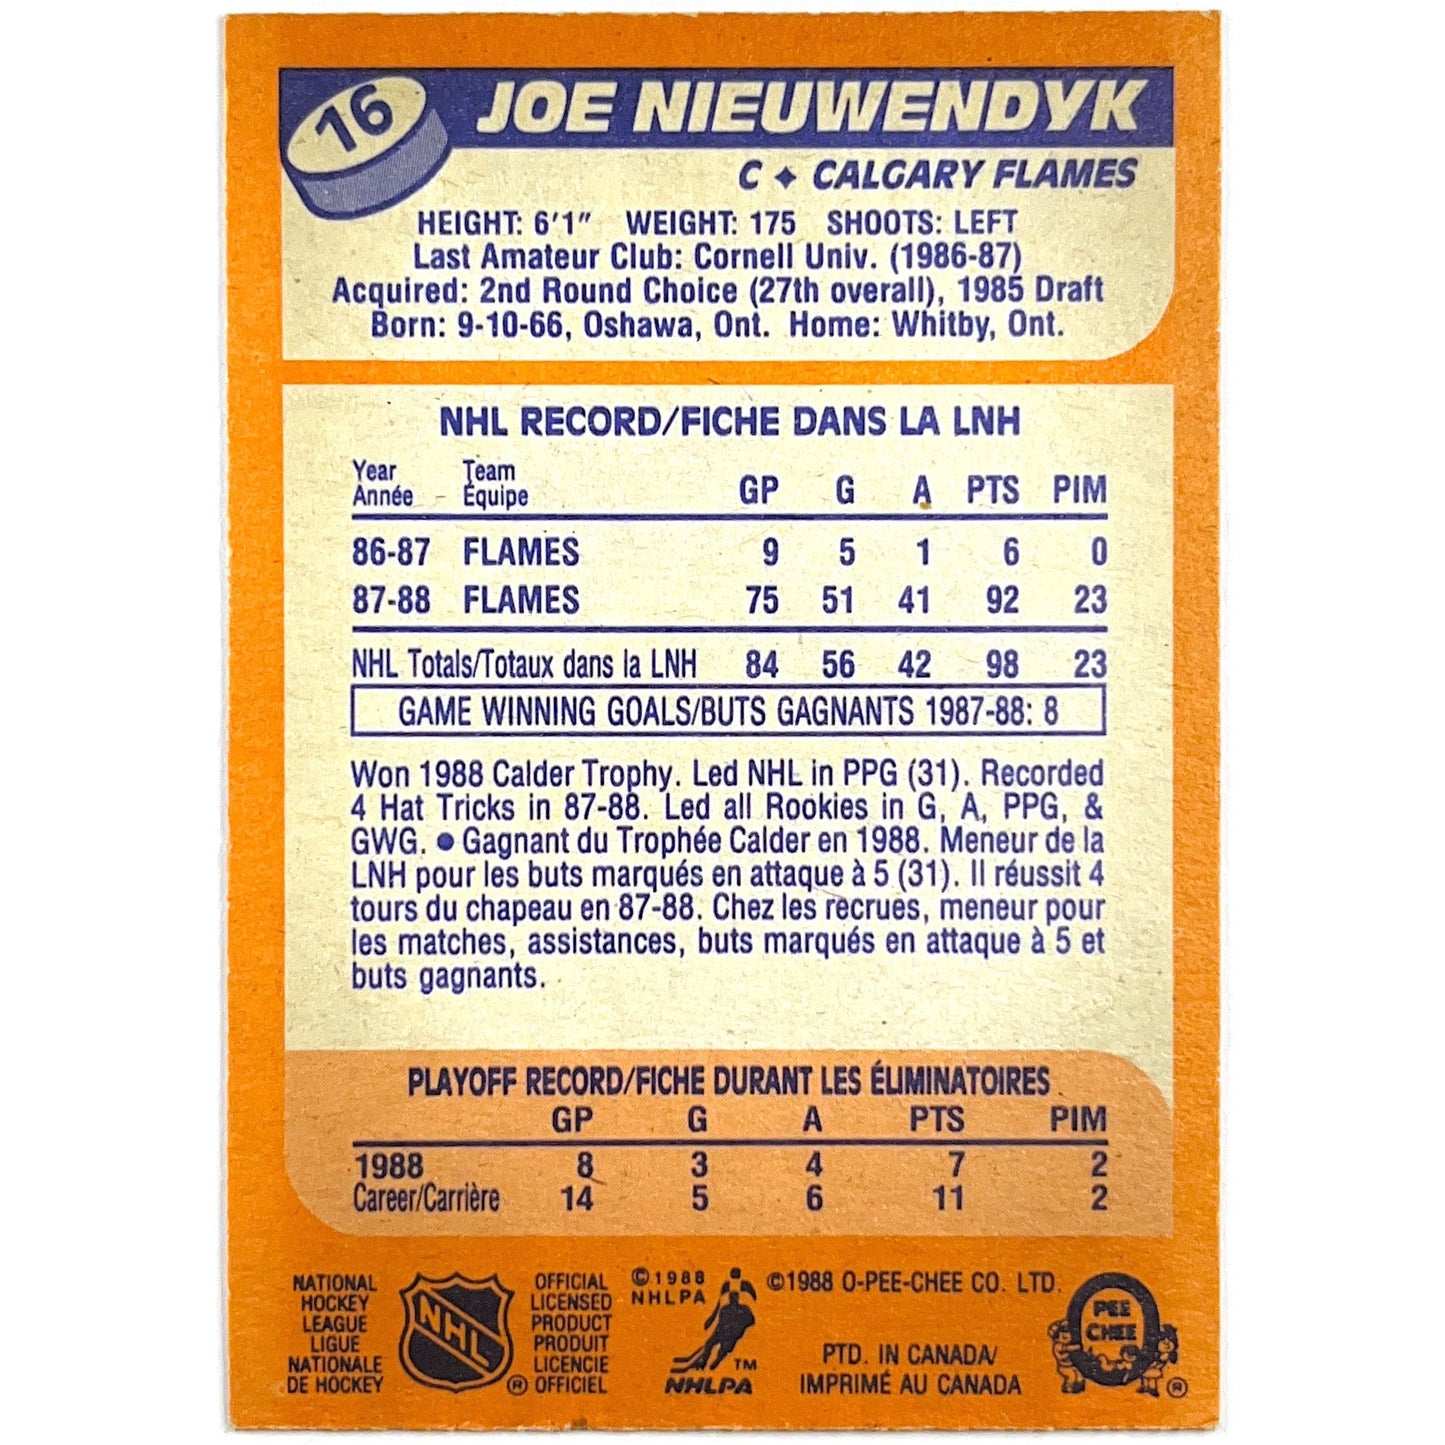 16
JOE NIEUWENDYK
C ✦ CALGARY FLAMES
HEIGHT: 6'1" WEIGHT: 175 SHOOTS: LEFT
Last Amateur Club: Cornell Univ. (1986-87)
Acquired: 2nd Round Choice (27th overall), 1985 Draft
Born: 9-10-66, Oshawa, Ont. Home: Whitby, Ont.
NHL RECORD/FICHE DANS LA LNH
Year Team
Année Équipe GP G A PTS PIM
86-87 FLAMES 9 5 1 6 0
87-88 FLAMES 75 51 41 92 23
NHL Totals/Totaux dans la LNH 84 56 42 98 23
GAME WINNING GOALS/BUTS GAGNANTS 1987-88: 8
Won 1988 Calder Trophy. Led NHL in PPG (31). Recorded
4 Hat Tricks in 87-88. Led all Rookies in G, A, PPG, &
GWG. ● Gagnant du Trophée Calder en 1988. Meneur de la
LNH pour les buts marqués en attaque à 5 (31). Il réussit 4
tours du chapeau en 87-88. Chez les recrues, meneur pour
les matches, assistances, buts marqués en attaque à 5 et
buts gagnants.
PLAYOFF RECORD/FICHE DURANT LES ÉLIMINATOIRES
GP G A PTS PIM
1988 8 3 4 7 2
Career/Carrière 14 5 6 11 2
NATIONAL
HOCKEY
LEAGUE
LIGUE
NATIONALE
DE HOCKEY
NHL
®
OFFICIAL
LICENSED
PRODUCT
PRODUIT
LICENCIE
OFFICIEL
©1988
NHLPA
TM
NHLPA
©1988 O-PEE-CHEE CO. LTD.
PTD. IN CANADA/
IMPRIMÉ AU CANADA
O
PEE
CHEE
®